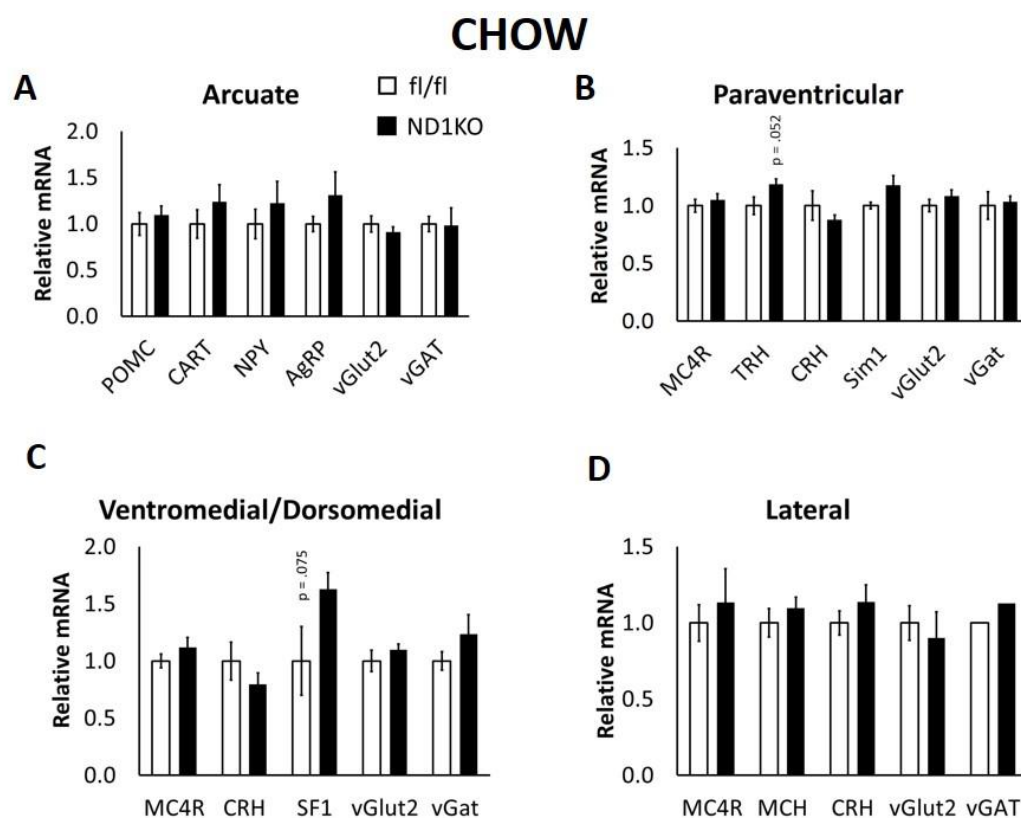 CHOW
A
Arcuate
fl/fl
ND1KO
Relative mRNA
2.0
1.5
1.0
0.5
0.0
POMC CART NPY AgRP vGlut2 vGAT
B
Paraventricular
p = .052
Relative mRNA
1.5
1.0
0.5
0.0
MC4R TRH CRH Sim1 vGlut2 vGat
C
Ventromedial/Dorsomedial
p = .075
Relative mRNA
2.0
1.5
1.0
0.5
0.0
MC4R CRH SF1 vGlut2 vGat
D
Lateral
Relative mRNA
1.5
1.0
0.5
0.0
MC4R MCH CRH vGlut2 vGAT